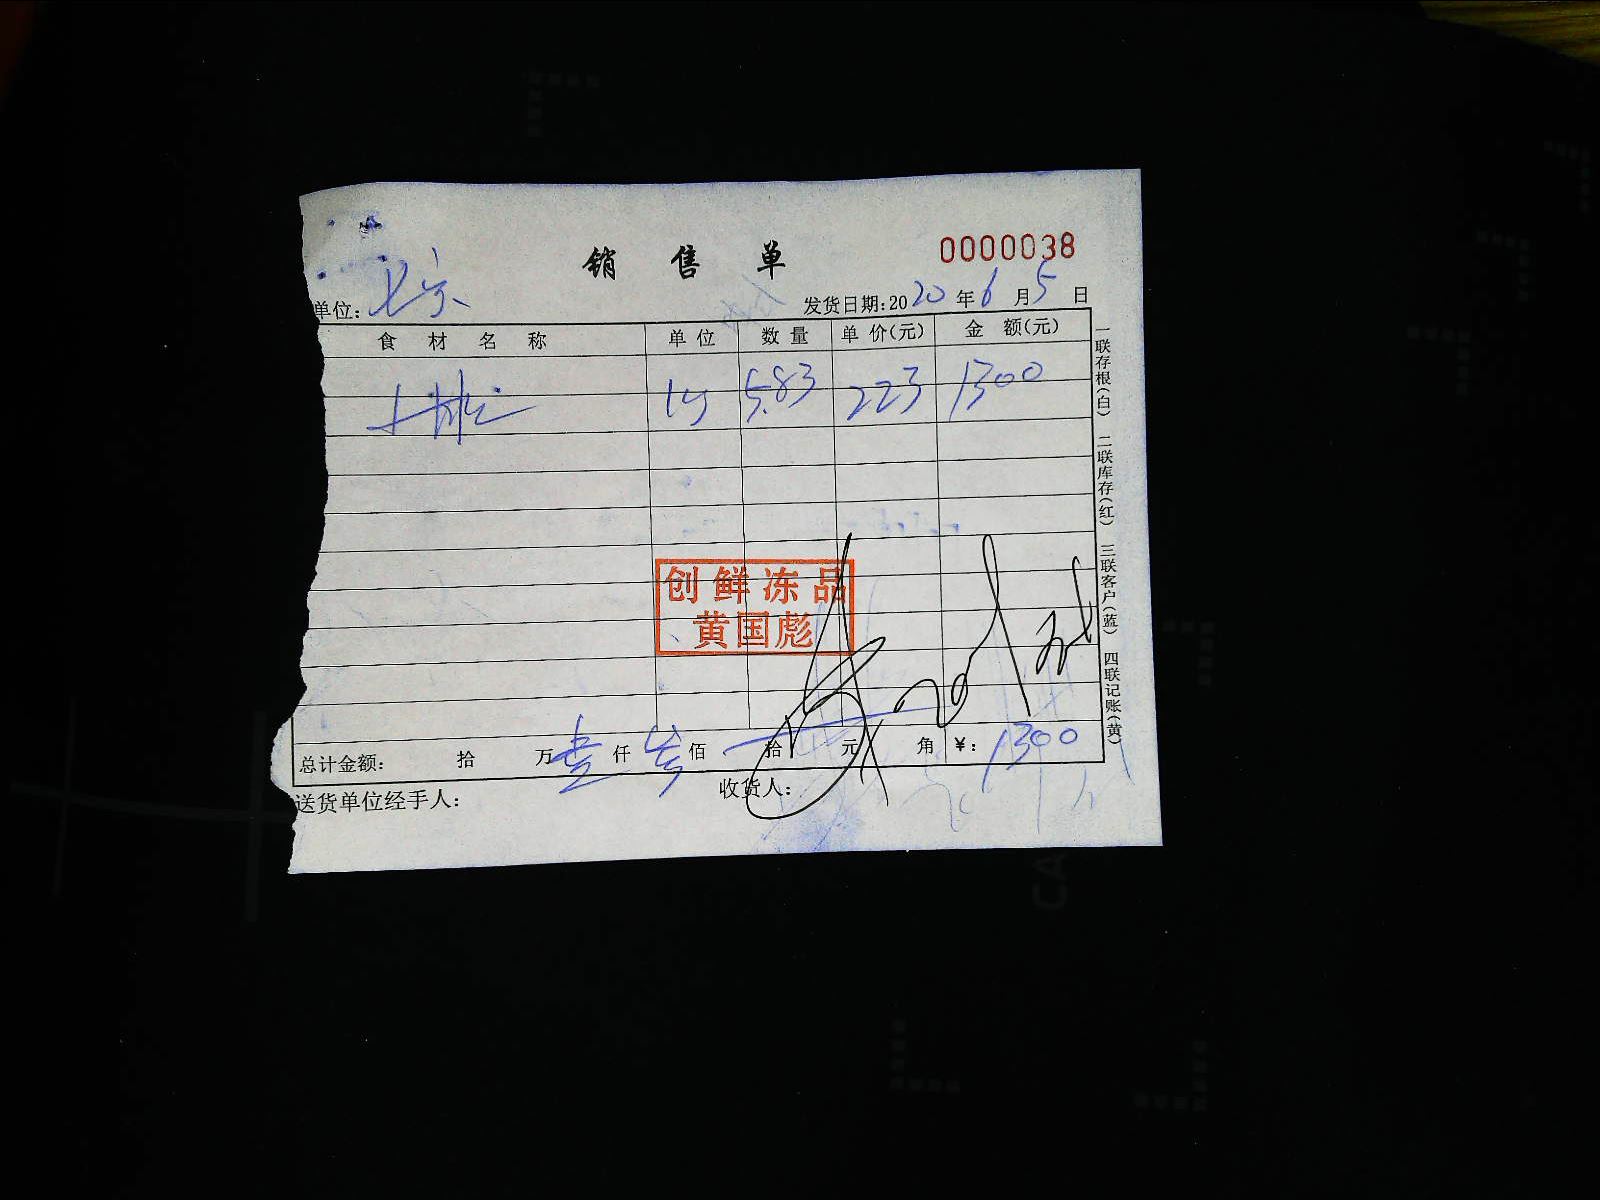 销售单
0000038
单位:
发货日期:2020年6月5日
食材名称 单位 数量 单价(元) 金额(元)
5.83 223 1300
创鲜冻品
黄国彪
总计金额: 拾 万壹仟叁佰 拾 元 角 ¥:1300
送货单位经手人: 收货人:
一联存根(白) 二联库存(红) 三联客户(蓝) 四联记账(黄)